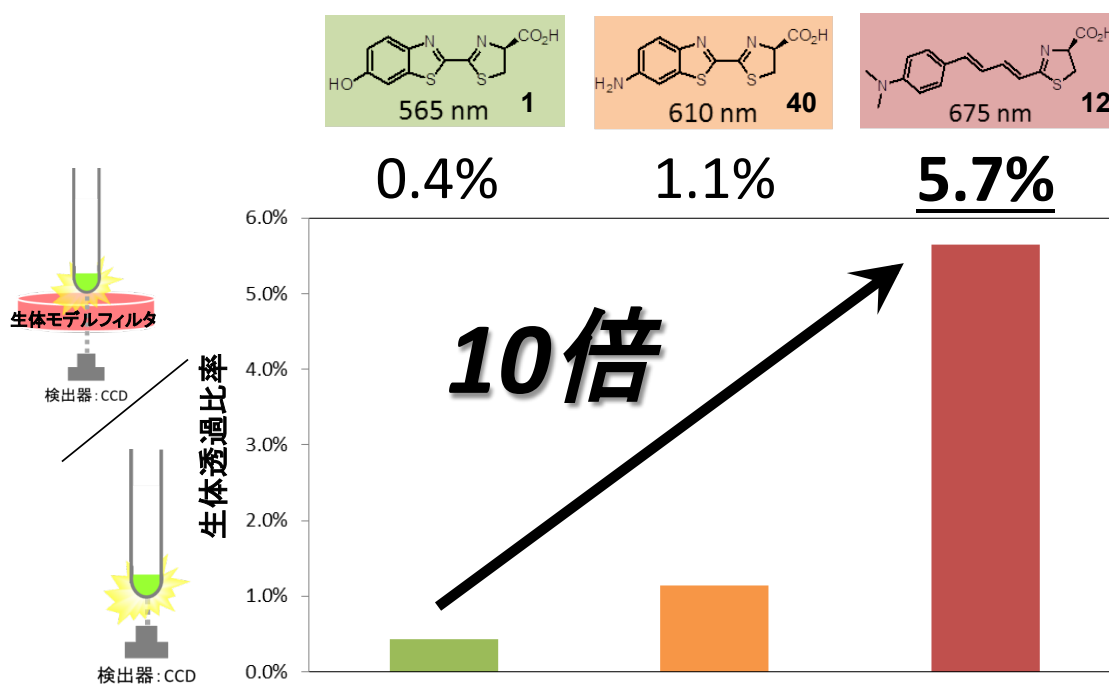 N
N
CO₂H
HO
S
S
565 nm
1
N
N
CO₂H
H₂N
S
S
610 nm
40
N
CO₂H
N
S
675 nm
12
0.4%
1.1%
5.7%
生体モデルフィルタ
検出器:CCD
検出器:CCD
生体透過比率
6.0%
5.0%
4.0%
3.0%
2.0%
1.0%
0.0%
10倍